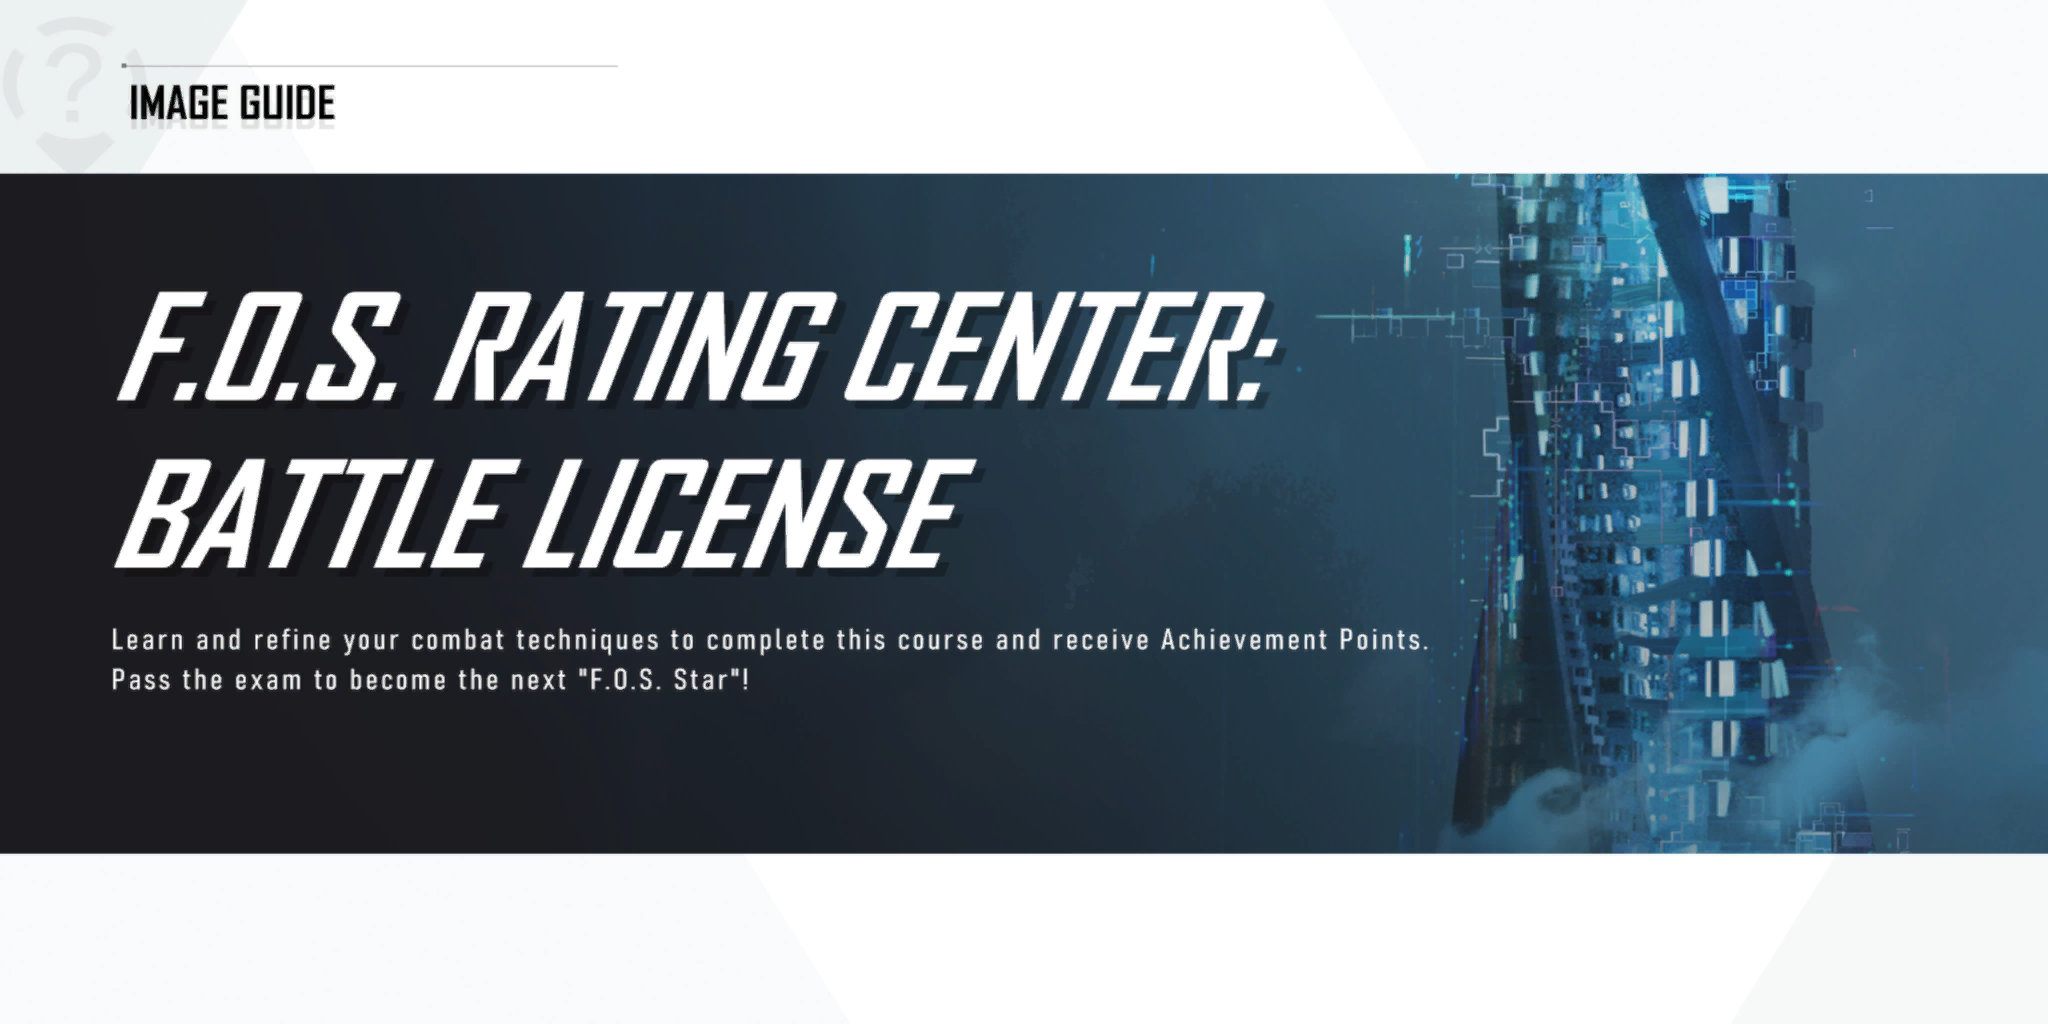 IMAGE GUIDE
F.O.S. RATING CENTER:
BATTLE LICENSE
Learn and refine your combat techniques to complete this course and receive Achievement Points.
Pass the exam to become the next "F.O.S. Star"!